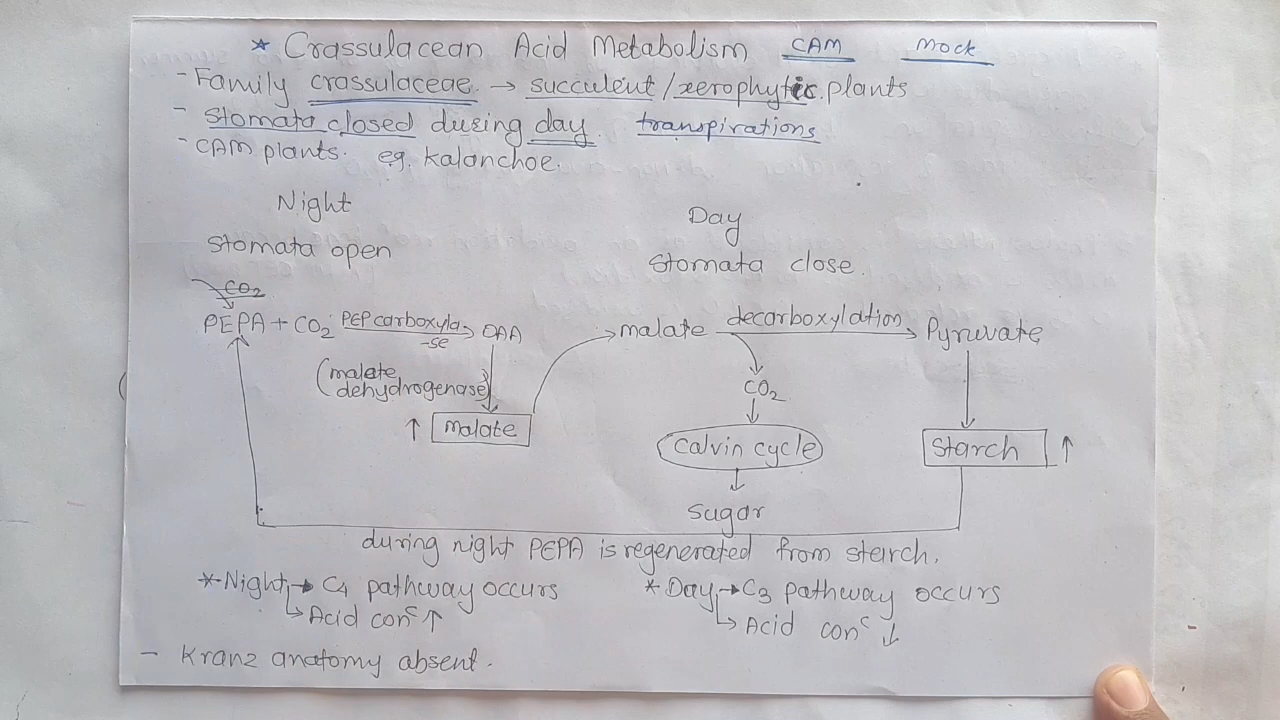 * Crassulacean Acid Metabolism CAM Mock
- Family crassulaceae. → succulent/xerophytic plants
- Stomata closed during day. transpirations
- CAM plants. eg. Kalanchoe.
Night
Day
Stomata open
Stomata close.
CO₂
PEPA + CO₂ PEP carboxyla-se → OAA
→ malate decarboxylation → Pyruvate
(malate dehydrogenase)
CO₂
↑ malate
Calvin cycle
Starch ↑
Sugar
during night PEPA is regenerated from starch.
* Night → C₄ pathway occurs
* Day → C₃ pathway occurs
↳ Acid conᶜ ↑
↳ Acid conᶜ ↓
- Kranz anatomy absent.